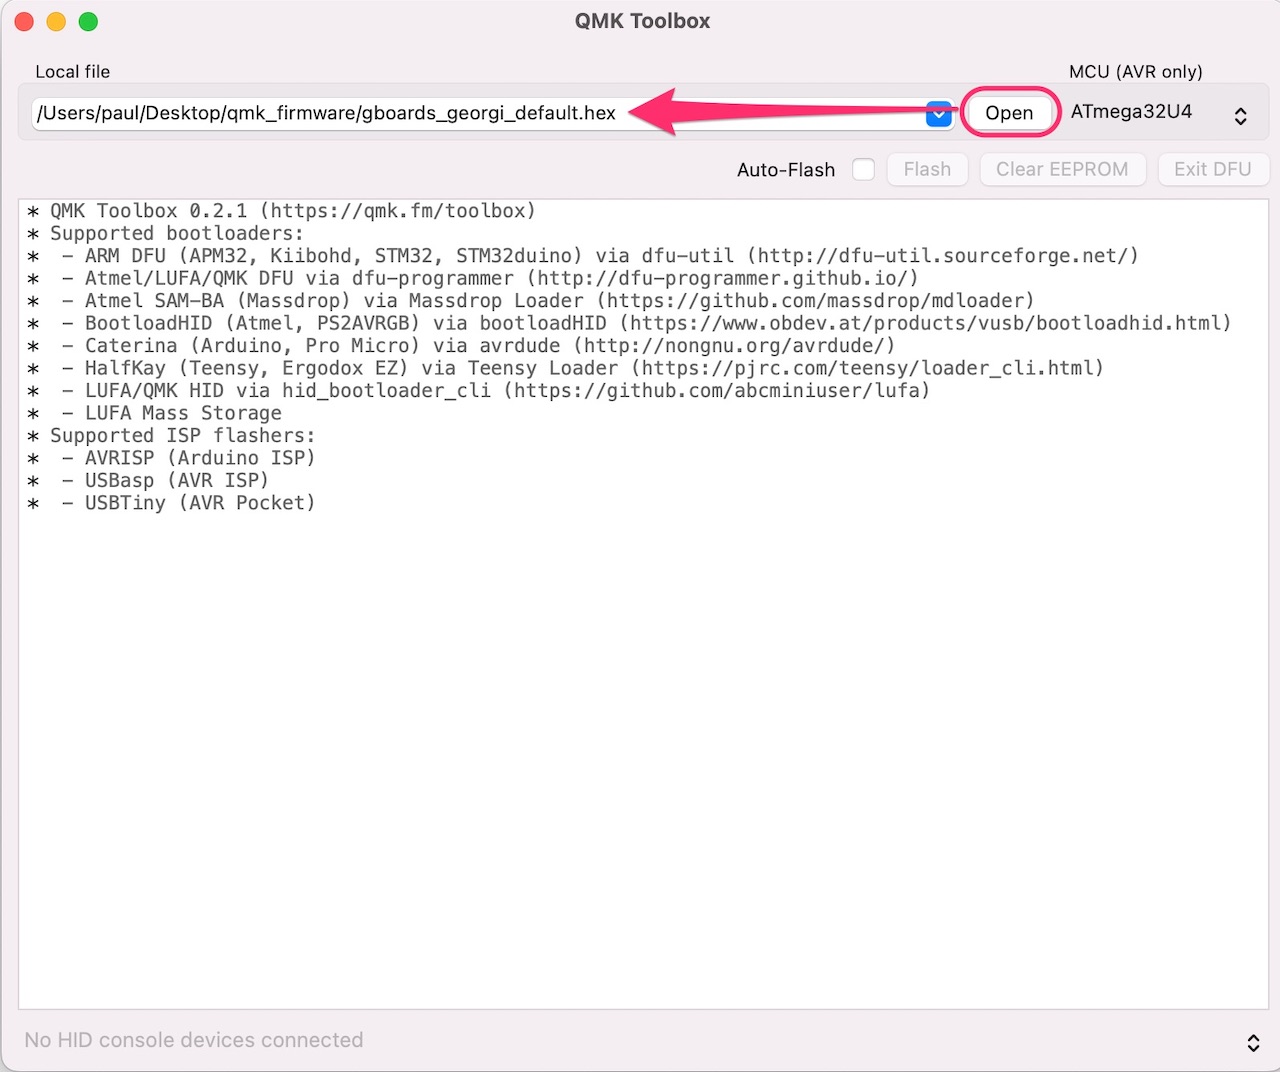 QMK Toolbox
Local file
MCU (AVR only)
/Users/paul/Desktop/qmk_firmware/gboards_georgi_default.hex
Open
ATmega32U4
Auto-Flash
Flash
Clear EEPROM
Exit DFU
* QMK Toolbox 0.2.1 (https://qmk.fm/toolbox)
* Supported bootloaders:
*  – ARM DFU (APM32, Kiibohd, STM32, STM32duino) via dfu-util (http://dfu-util.sourceforge.net/)
*  – Atmel/LUFA/QMK DFU via dfu-programmer (http://dfu-programmer.github.io/)
*  – Atmel SAM-BA (Massdrop) via Massdrop Loader (https://github.com/massdrop/mdloader)
*  – BootloadHID (Atmel, PS2AVRGB) via bootloadHID (https://www.obdev.at/products/vusb/bootloadhid.html)
*  – Caterina (Arduino, Pro Micro) via avrdude (http://nongnu.org/avrdude/)
*  – HalfKay (Teensy, Ergodox EZ) via Teensy Loader (https://pjrc.com/teensy/loader_cli.html)
*  – LUFA/QMK HID via hid_bootloader_cli (https://github.com/abcminiuser/lufa)
*  – LUFA Mass Storage
* Supported ISP flashers:
*  – AVRISP (Arduino ISP)
*  – USBasp (AVR ISP)
*  – USBTiny (AVR Pocket)
No HID console devices connected